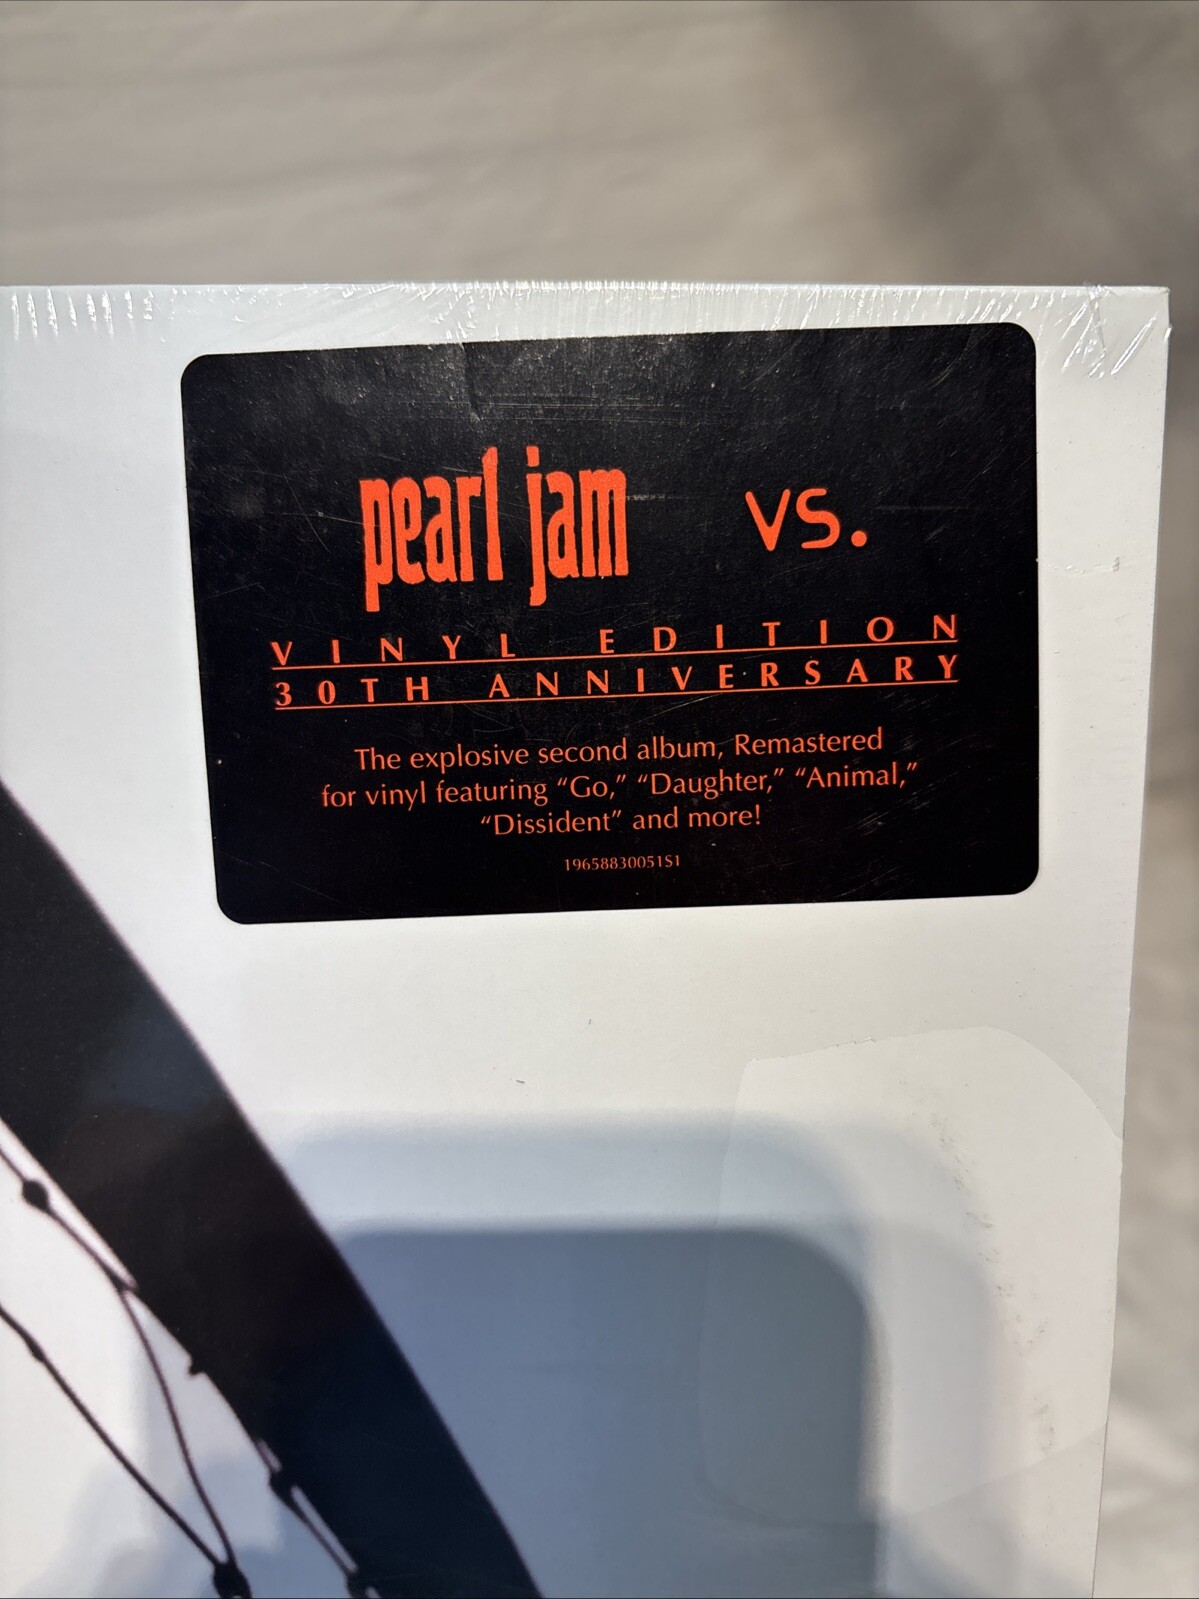 pearl jam vs.
VINYL EDITION
30TH ANNIVERSARY
The explosive second album, Remastered
for vinyl featuring “Go,” “Daughter,” “Animal,”
“Dissident” and more!
19658830051S1